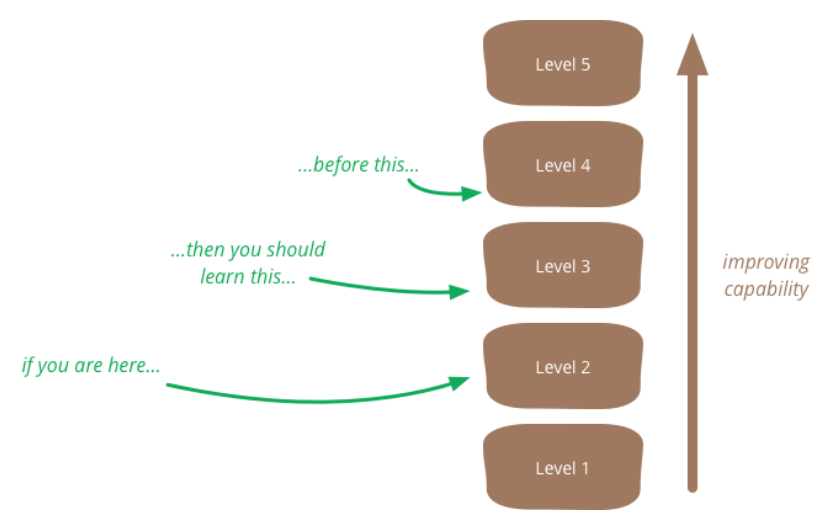 Level 5
...before this...
Level 4
...then you should
learn this...
Level 3
improving
capability
if you are here...
Level 2
Level 1